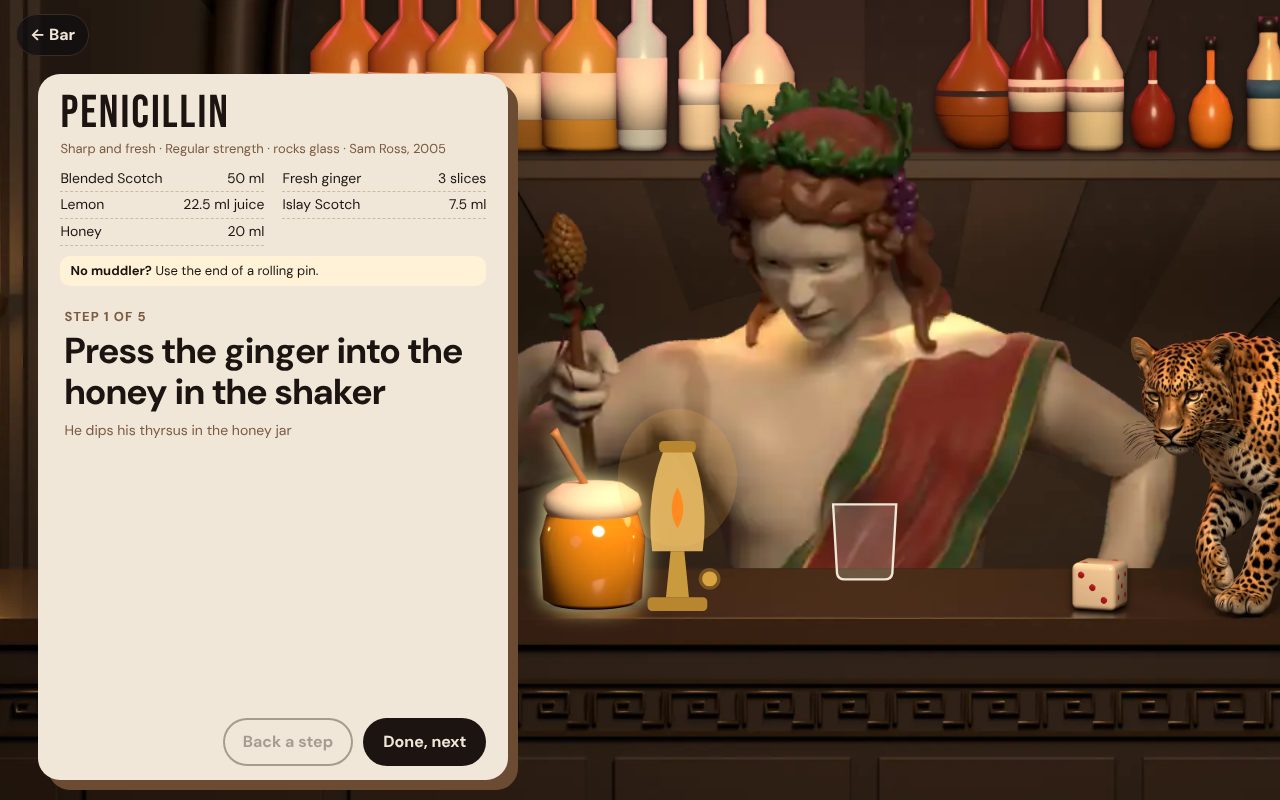 ← Bar
PENICILLIN
Sharp and fresh · Regular strength · rocks glass · Sam Ross, 2005
Blended Scotch 50 ml
Lemon 22.5 ml juice
Honey 20 ml
Fresh ginger 3 slices
Islay Scotch 7.5 ml
No muddler? Use the end of a rolling pin.
STEP 1 OF 5
Press the ginger into the
honey in the shaker
He dips his thyrsus in the honey jar
Back a step
Done, next